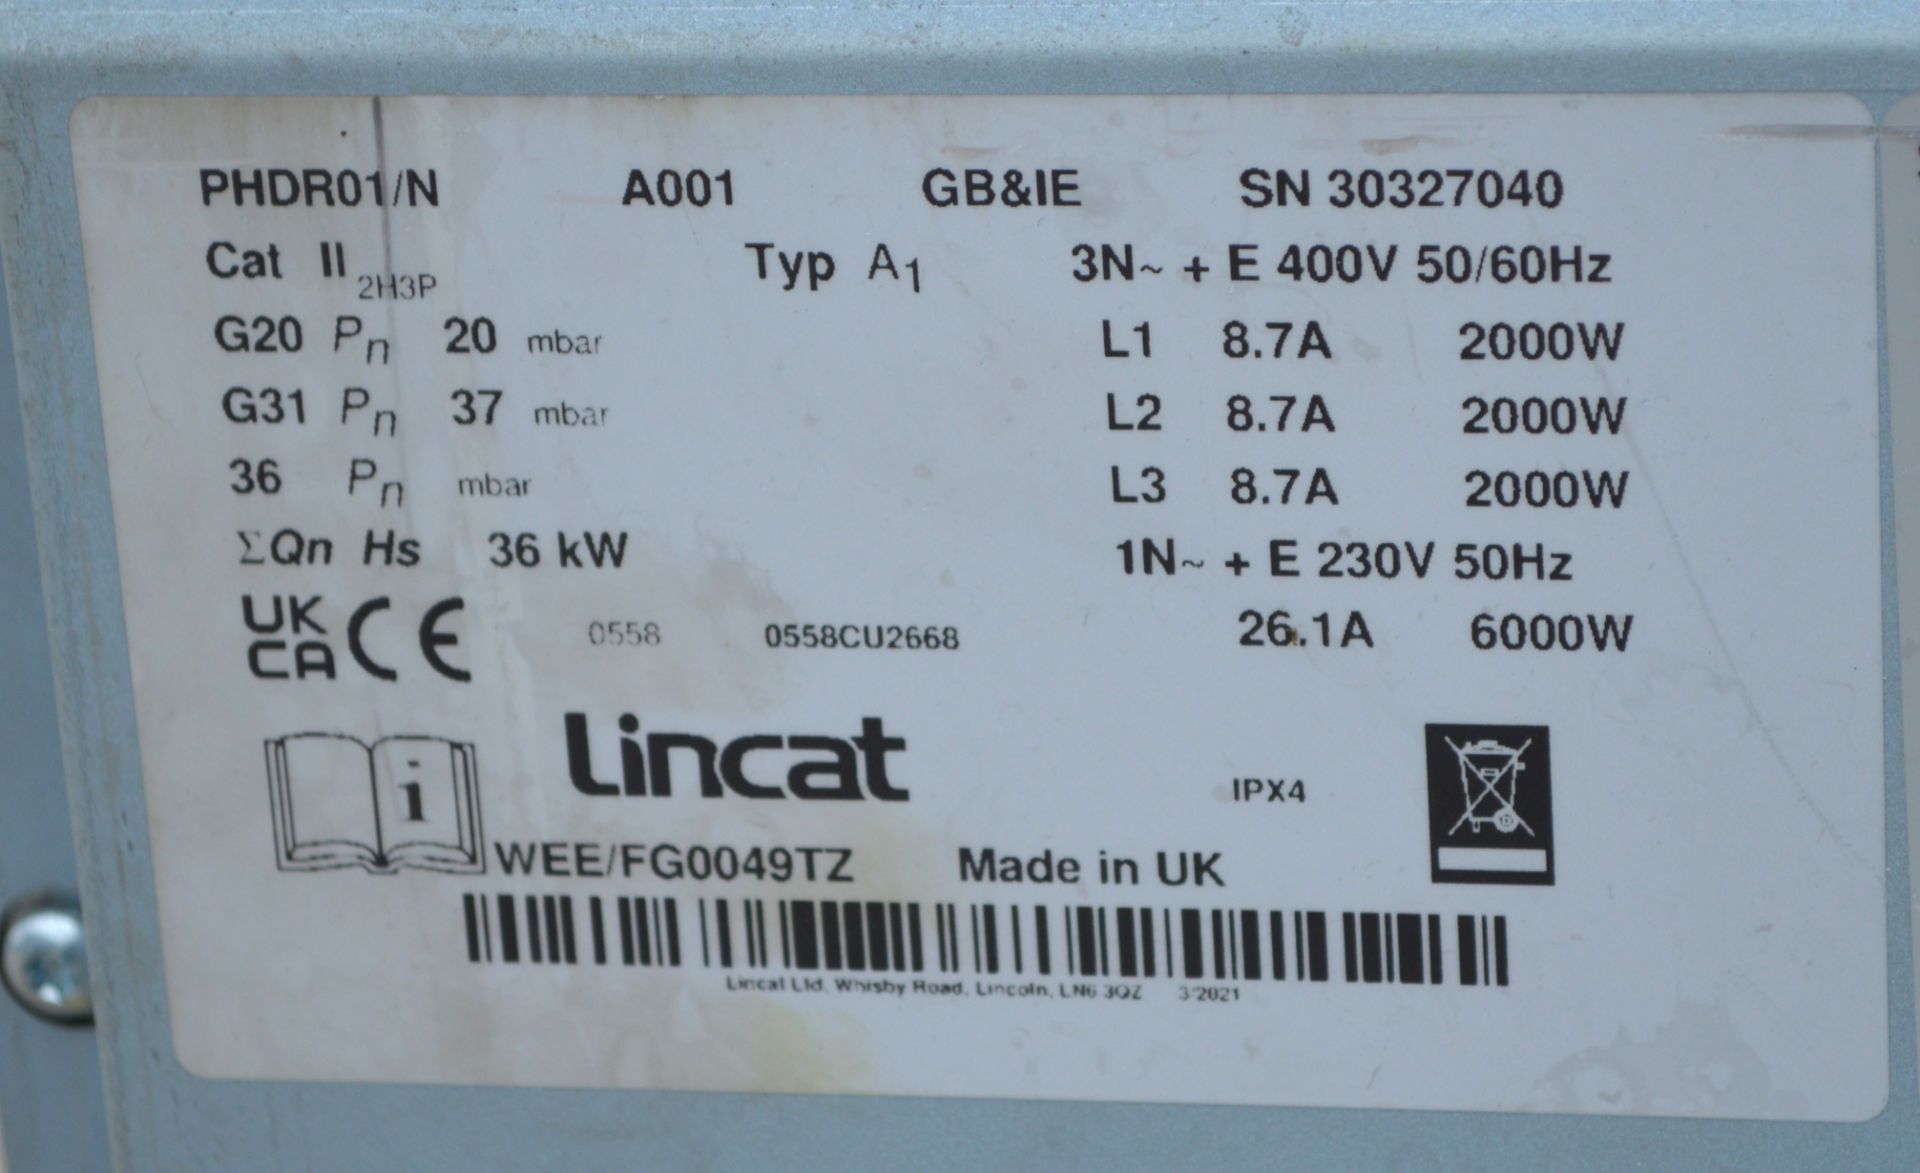 PHDR01/N A001 GB&IE SN 30327040
Cat II 2H3P Typ A1 3N~ + E 400V 50/60Hz
G20 Pn 20 mbar L1 8.7A 2000W
G31 Pn 37 mbar L2 8.7A 2000W
36 Pn mbar L3 8.7A 2000W
ΣQn Hs 36 kW 1N~ + E 230V 50Hz
UK CA CE 0558 0558CU2668 26.1A 6000W
i Lincat IPX4
WEE/FG0049TZ Made in UK
Lincat Ltd, Whisby Road, Lincoln, LN6 3QZ 3/2021